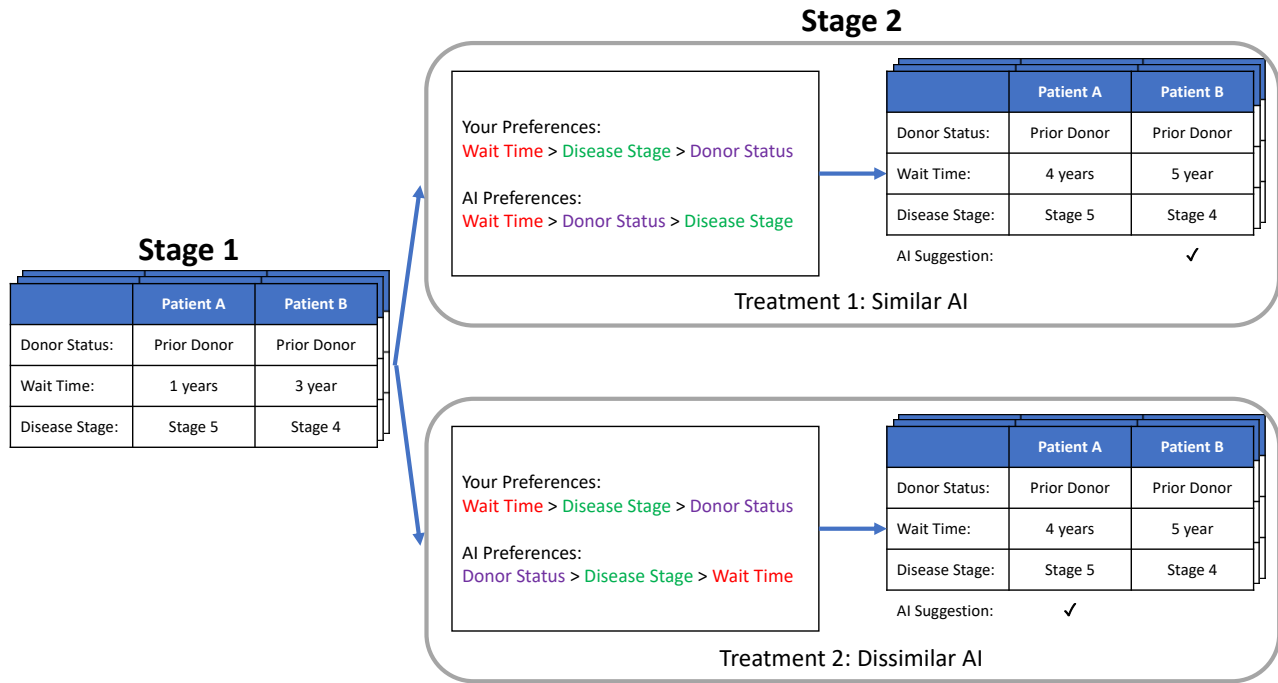 Stage 1
Patient A Patient B
Donor Status: Prior Donor Prior Donor
Wait Time: 1 years 3 year
Disease Stage: Stage 5 Stage 4
Stage 2
Your Preferences:
Wait Time > Disease Stage > Donor Status
AI Preferences:
Wait Time > Donor Status > Disease Stage
Patient A Patient B
Donor Status: Prior Donor Prior Donor
Wait Time: 4 years 5 year
Disease Stage: Stage 5 Stage 4
AI Suggestion: ✓
Treatment 1: Similar AI
Your Preferences:
Wait Time > Disease Stage > Donor Status
AI Preferences:
Donor Status > Disease Stage > Wait Time
Patient A Patient B
Donor Status: Prior Donor Prior Donor
Wait Time: 4 years 5 year
Disease Stage: Stage 5 Stage 4
AI Suggestion: ✓
Treatment 2: Dissimilar AI